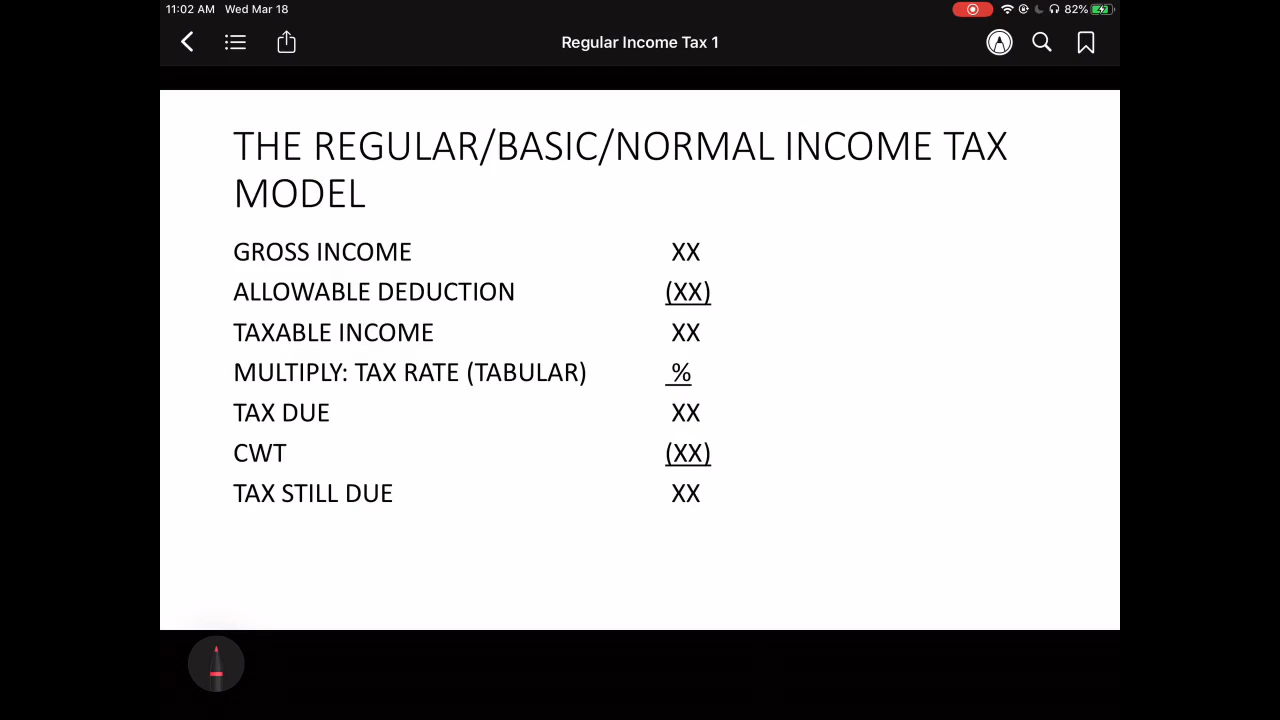 11:02 AM Wed Mar 18 82%
Regular Income Tax 1
THE REGULAR/BASIC/NORMAL INCOME TAX
MODEL
GROSS INCOME XX
ALLOWABLE DEDUCTION (XX)
TAXABLE INCOME XX
MULTIPLY: TAX RATE (TABULAR) %
TAX DUE XX
CWT (XX)
TAX STILL DUE XX